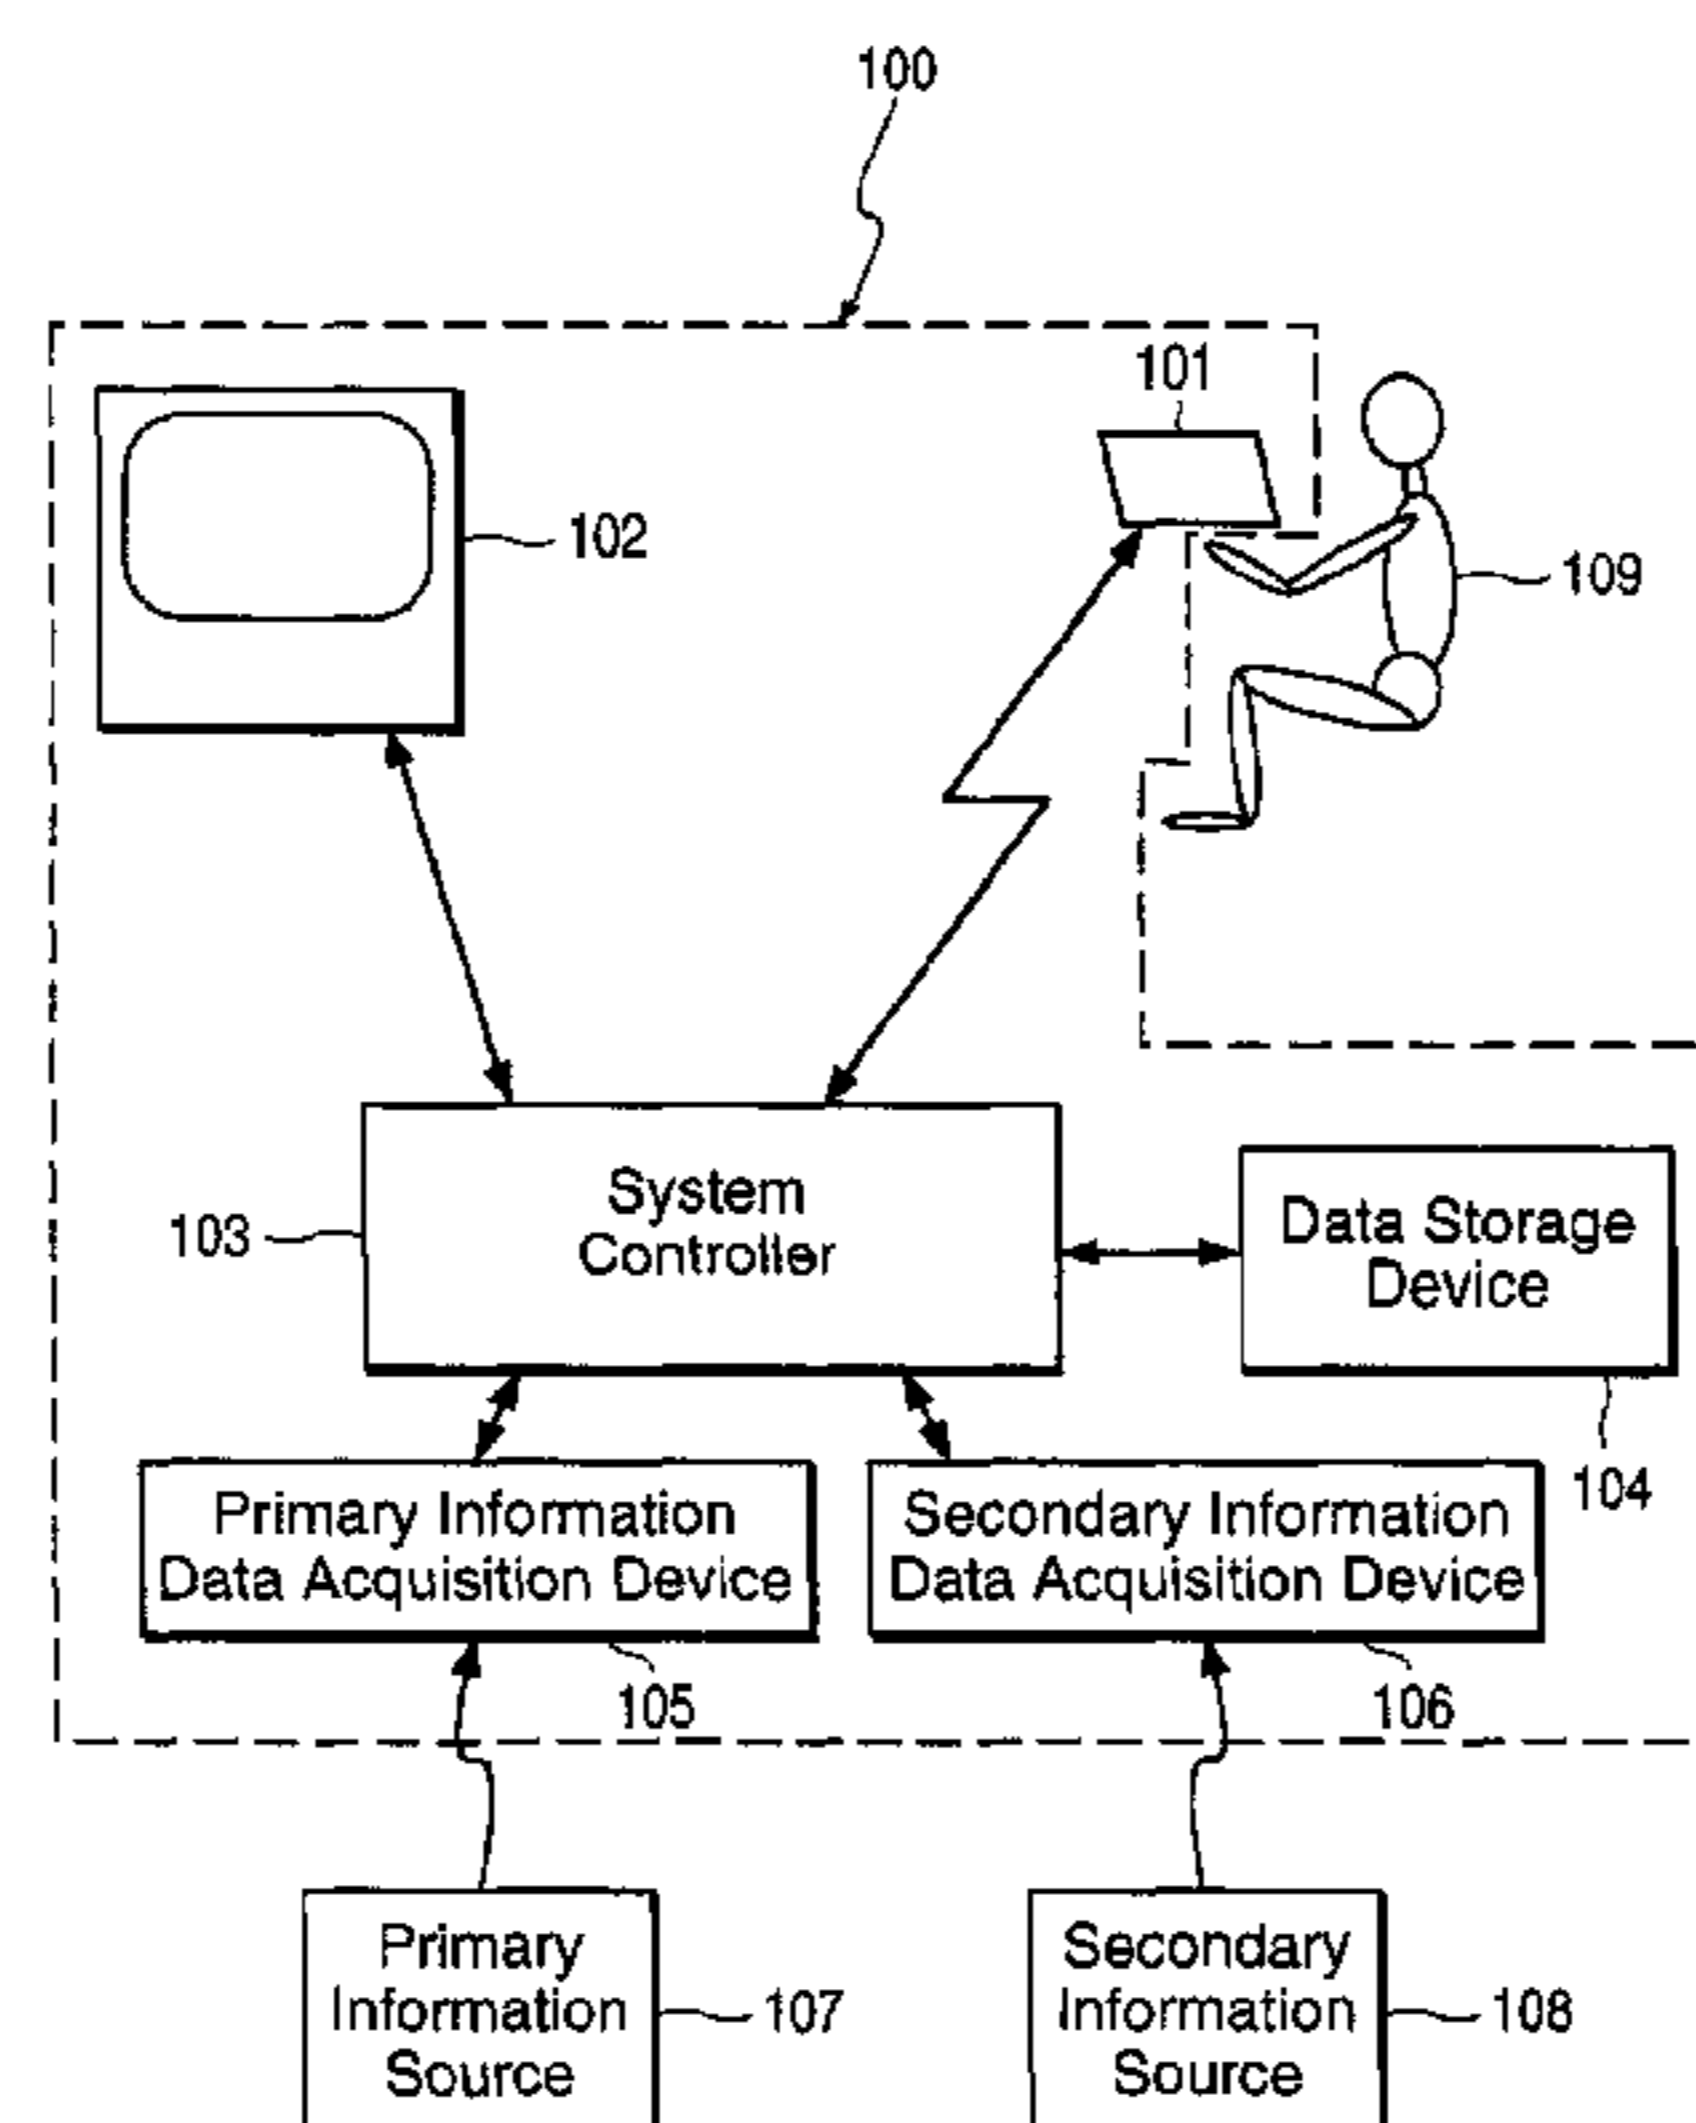 100
101
102
109
System
Controller
103
Data Storage
Device
104
Primary Information
Data Acquisition Device
Secondary Information
Data Acquisition Device
105
106
Primary
Information
Source
107
Secondary
Information
Source
108